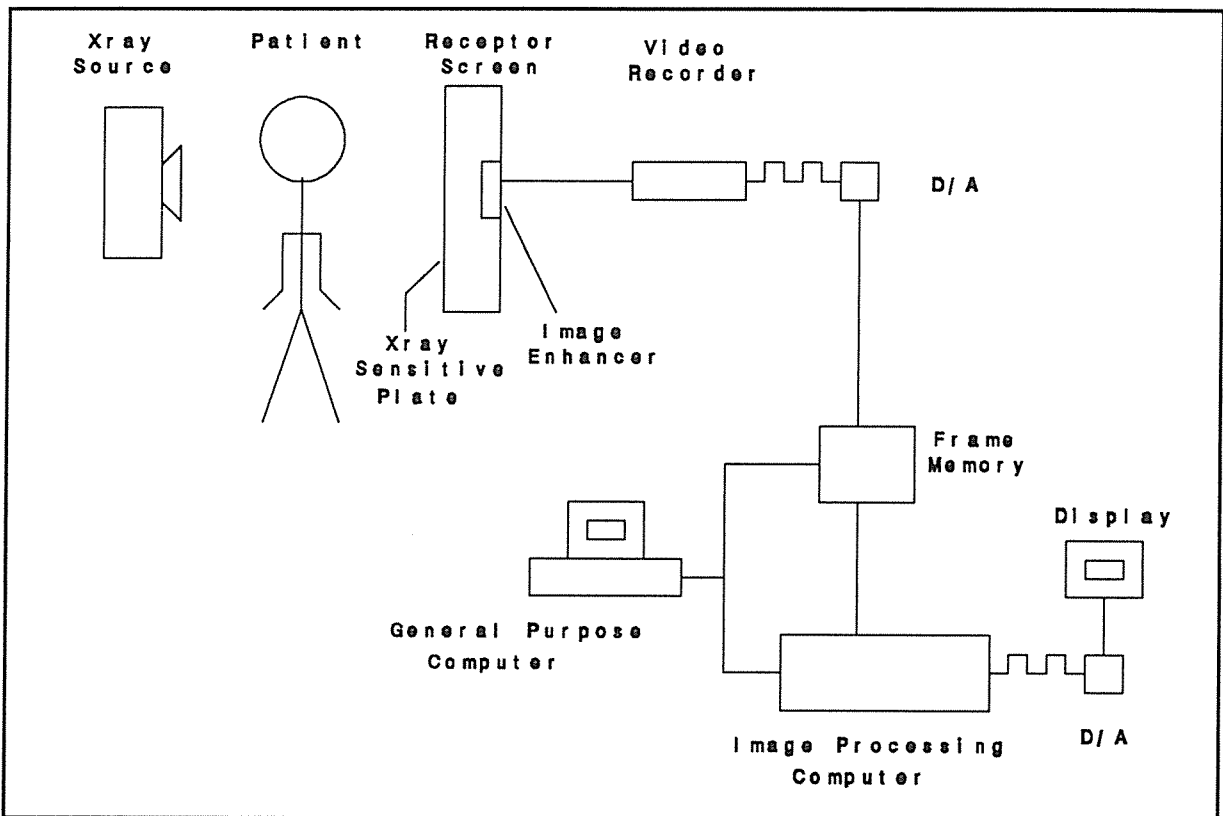 Xray
Source
Patient
Receptor
Screen
Video
Recorder
D/A
Xray
Sensitive
Plate
Image
Enhancer
Frame
Memory
Display
General Purpose
Computer
Image Processing
Computer
D/A